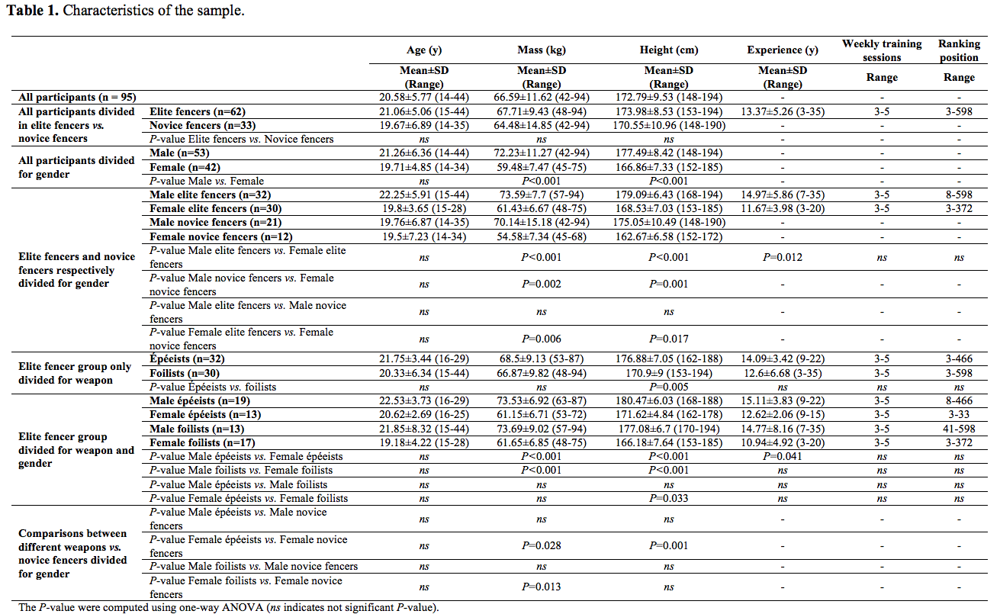 Table 1. Characteristics of the sample.
Age (y) Mass (kg) Height (cm) Experience (y) Weekly training sessions Ranking position
Mean±SD (Range) Mean±SD (Range) Mean±SD (Range) Mean±SD (Range) Range Range
All participants (n = 95) 20.58±5.77 (14-44) 66.59±11.62 (42-94) 172.79±9.53 (148-194) - - -
All participants divided in elite fencers vs. novice fencers
Elite fencers (n=62) 21.06±5.06 (15-44) 67.71±9.43 (48-94) 173.98±8.53 (153-194) 13.37±5.26 (3-35) 3-5 3-598
Novice fencers (n=33) 19.67±6.89 (14-35) 64.48±14.85 (42-94) 170.55±10.96 (148-190) - - -
P-value Elite fencers vs. Novice fencers ns ns ns - - -
All participants divided for gender
Male (n=53) 21.26±6.36 (14-44) 72.23±11.27 (42-94) 177.49±8.42 (148-194) - - -
Female (n=42) 19.71±4.85 (14-34) 59.48±7.47 (45-75) 166.86±7.33 (152-185) - - -
P-value Male vs. Female ns P<0.001 P<0.001 - - -
Elite fencers and novice fencers respectively divided for gender
Male elite fencers (n=32) 22.25±5.91 (15-44) 73.59±7.7 (57-94) 179.09±6.43 (168-194) 14.97±5.86 (7-35) 3-5 8-598
Female elite fencers (n=30) 19.8±3.65 (15-28) 61.43±6.67 (48-75) 168.53±7.03 (153-185) 11.67±3.98 (3-20) 3-5 3-372
Male novice fencers (n=21) 19.76±6.87 (14-35) 70.14±15.18 (42-94) 175.05±10.49 (148-190) - - -
Female novice fencers (n=12) 19.5±7.23 (14-34) 54.58±7.34 (45-68) 162.67±6.58 (152-172) - - -
P-value Male elite fencers vs. Female elite fencers ns P<0.001 P<0.001 P=0.012 ns ns
P-value Male novice fencers vs. Female novice fencers ns P=0.002 P=0.001 - - -
P-value Male elite fencers vs. Male novice fencers ns ns ns - - -
P-value Female elite fencers vs. Female novice fencers ns P=0.006 P=0.017 - - -
Elite fencer group only divided for weapon
Épéeists (n=32) 21.75±3.44 (16-29) 68.5±9.13 (53-87) 176.88±7.05 (162-188) 14.09±3.42 (9-22) 3-5 3-466
Foilists (n=30) 20.33±6.34 (15-44) 66.87±9.82 (48-94) 170.9±9 (153-194) 12.6±6.68 (3-35) 3-5 3-598
P-value Épéeists vs. foilists ns ns P=0.005 ns ns ns
Elite fencer group divided for weapon and gender
Male épéeists (n=19) 22.53±3.73 (16-29) 73.53±6.92 (63-87) 180.47±6.03 (168-188) 15.11±3.83 (9-22) 3-5 8-466
Female épéeists (n=13) 20.62±2.69 (16-25) 61.15±6.71 (53-72) 171.62±4.84 (162-178) 12.62±2.06 (9-15) 3-5 3-33
Male foilists (n=13) 21.85±8.32 (15-44) 73.69±9.02 (57-94) 177.08±6.7 (170-194) 14.77±8.16 (7-35) 3-5 41-598
Female foilists (n=17) 19.18±4.22 (15-28) 61.65±6.85 (48-75) 166.18±7.64 (153-185) 10.94±4.92 (3-20) 3-5 3-372
P-value Male épéeists vs. Female épéeists ns P<0.001 P<0.001 P=0.041 ns ns
P-value Male foilists vs. Female foilists ns P<0.001 P<0.001 ns ns ns
P-value Male épéeists vs. Male foilists ns ns ns ns ns ns
P-value Female épéeists vs. Female foilists ns ns P=0.033 ns ns ns
Comparisons between different weapons vs. novice fencers divided for gender
P-value Male épéeists vs. Male novice fencers ns ns ns - - -
P-value Female épéeists vs. Female novice fencers ns P=0.028 P=0.001 - - -
P-value Male foilists vs. Male novice fencers ns ns ns - - -
P-value Female foilists vs. Female novice fencers ns P=0.013 ns - - -
The P-value were computed using one-way ANOVA (ns indicates not significant P-value).